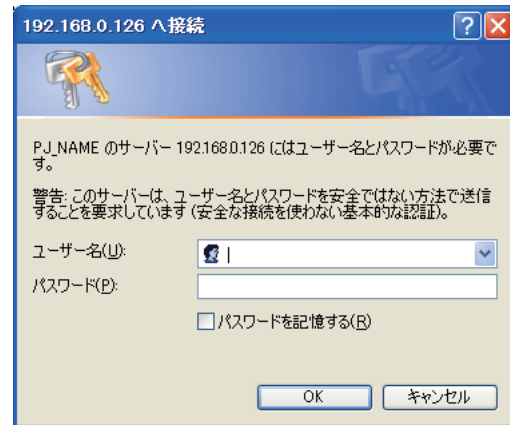 192.168.0.126 へ接続
PJ_NAME のサーバー 192.168.0.126 にはユーザー名とパスワードが必要で
す。
警告: このサーバーは、ユーザー名とパスワードを安全ではない方法で送信
することを要求しています (安全な接続を使わない基本的な認証)。
ユーザー名(U):
パスワード(P):
パスワードを記憶する(R)
OK キャンセル